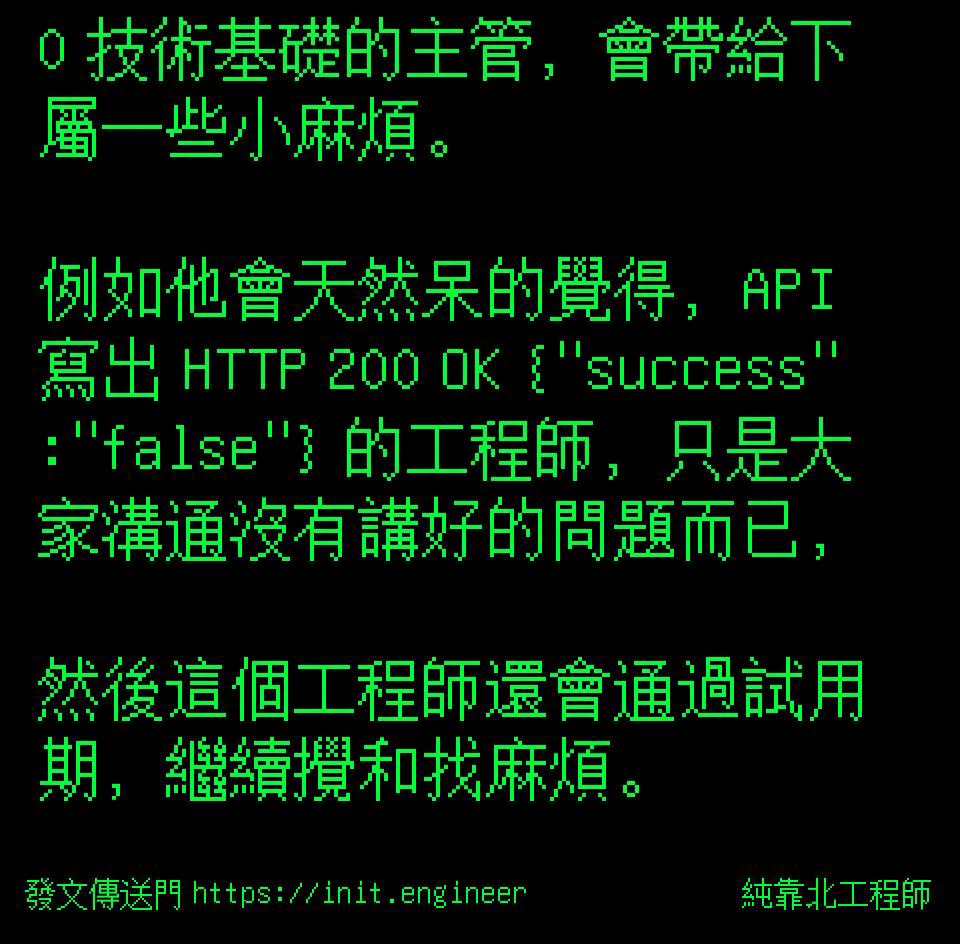 0 技術基礎的主管，會帶給下
屬一些小麻煩。
例如他會天然呆的覺得，API
寫出 HTTP 200 OK {"success"
:"false"} 的工程師，只是大
家溝通沒有講好的問題而已，
然後這個工程師還會通過試用
期，繼續攪和找麻煩。
發文傳送門 https://init.engineer
純靠北工程師